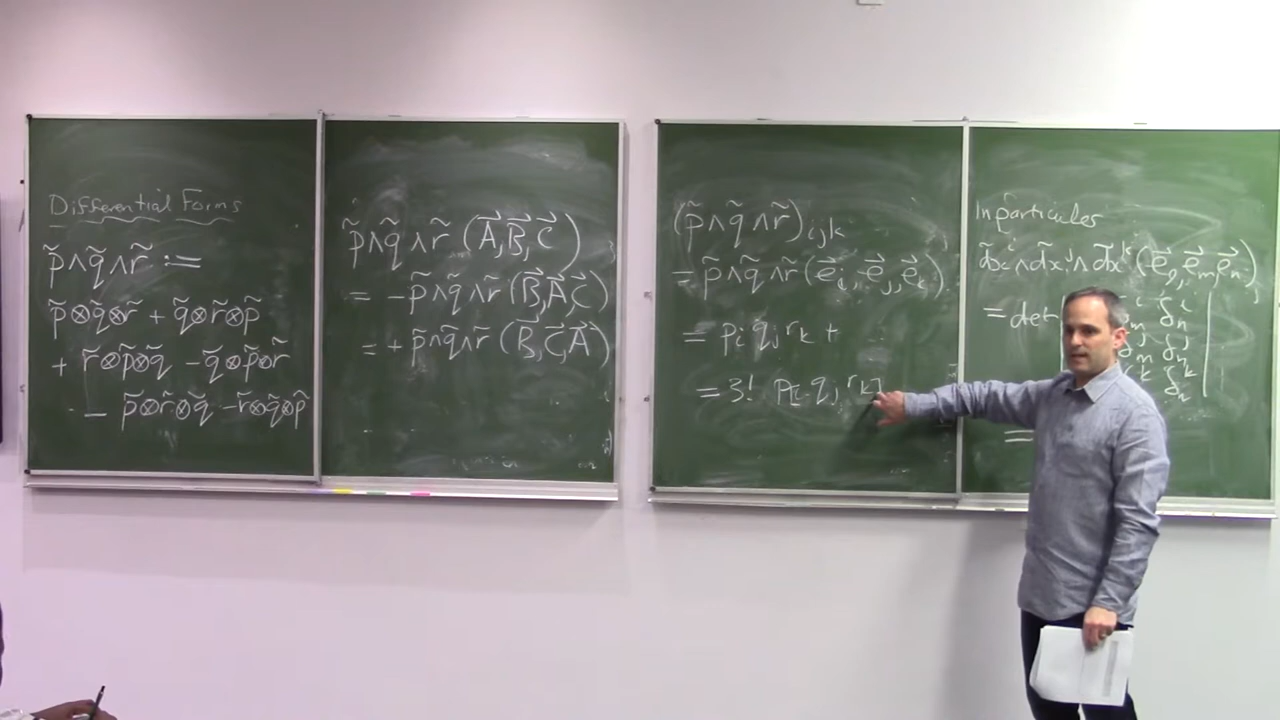 Differential Forms
p̃∧q̃∧r̃ :=
p̃⊗q̃⊗r̃ + q̃⊗r̃⊗p̃
+ r̃⊗p̃⊗q̃ - q̃⊗p̃⊗r̃
- p̃⊗r̃⊗q̃ - r̃⊗q̃⊗p̃
p̃∧q̃∧r̃ (A⃗, B⃗, C⃗)
= - p̃∧q̃∧r̃ (B⃗, A⃗, C⃗)
= + p̃∧q̃∧r̃ (B⃗, C⃗, A⃗)
(p̃∧q̃∧r̃)ᵢⱼₖ
= p̃∧q̃∧r̃ (e⃗ᵢ, e⃗ⱼ, e⃗ₖ)
= pᵢ qⱼ rₖ +
= 3! p[ᵢ qⱼ rₖ]
In particular
d̃xⁱ∧d̃xʲ∧d̃xᵏ (e⃗ₗ, e⃗ₘ, e⃗ₙ)
= det
=